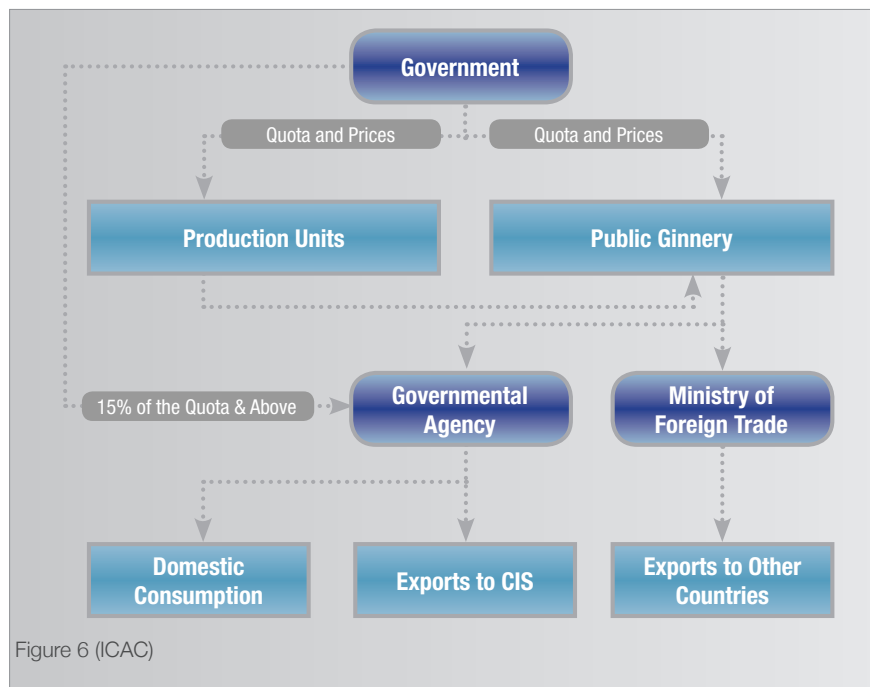 Government
Quota and Prices
Quota and Prices
Production Units
Public Ginnery
15% of the Quota & Above
Governmental
Agency
Ministry of
Foreign Trade
Domestic
Consumption
Exports to CIS
Exports to Other
Countries
Figure 6 (ICAC)